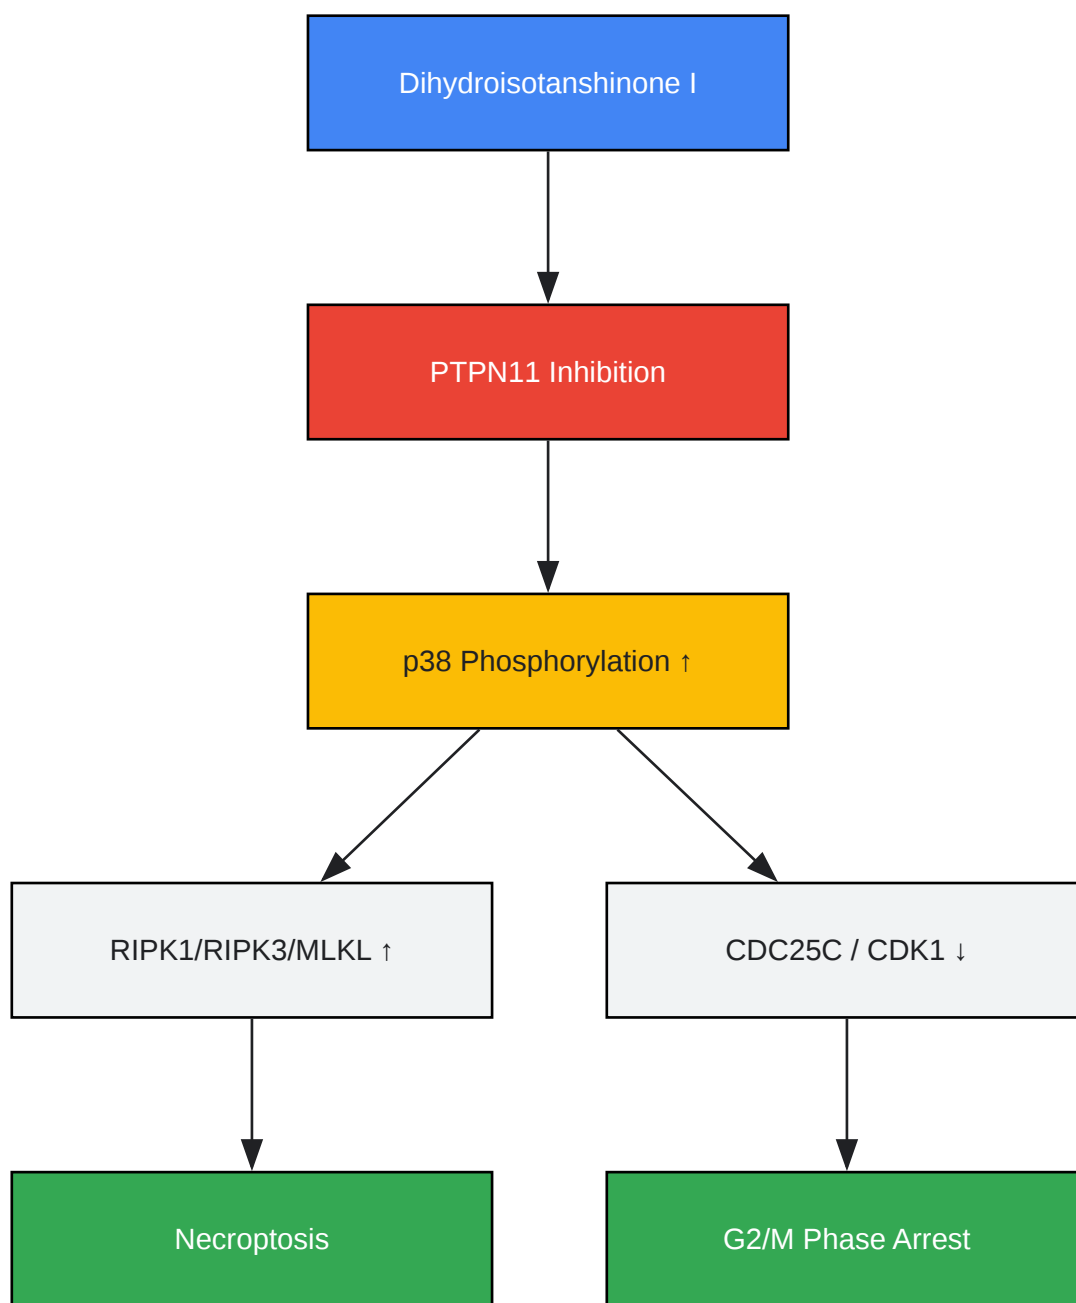 Dihydroisotanshinone I
PTPN11 Inhibition
p38 Phosphorylation ↑
RIPK1/RIPK3/MLKL ↑
CDC25C / CDK1 ↓
Necroptosis
G2/M Phase Arrest